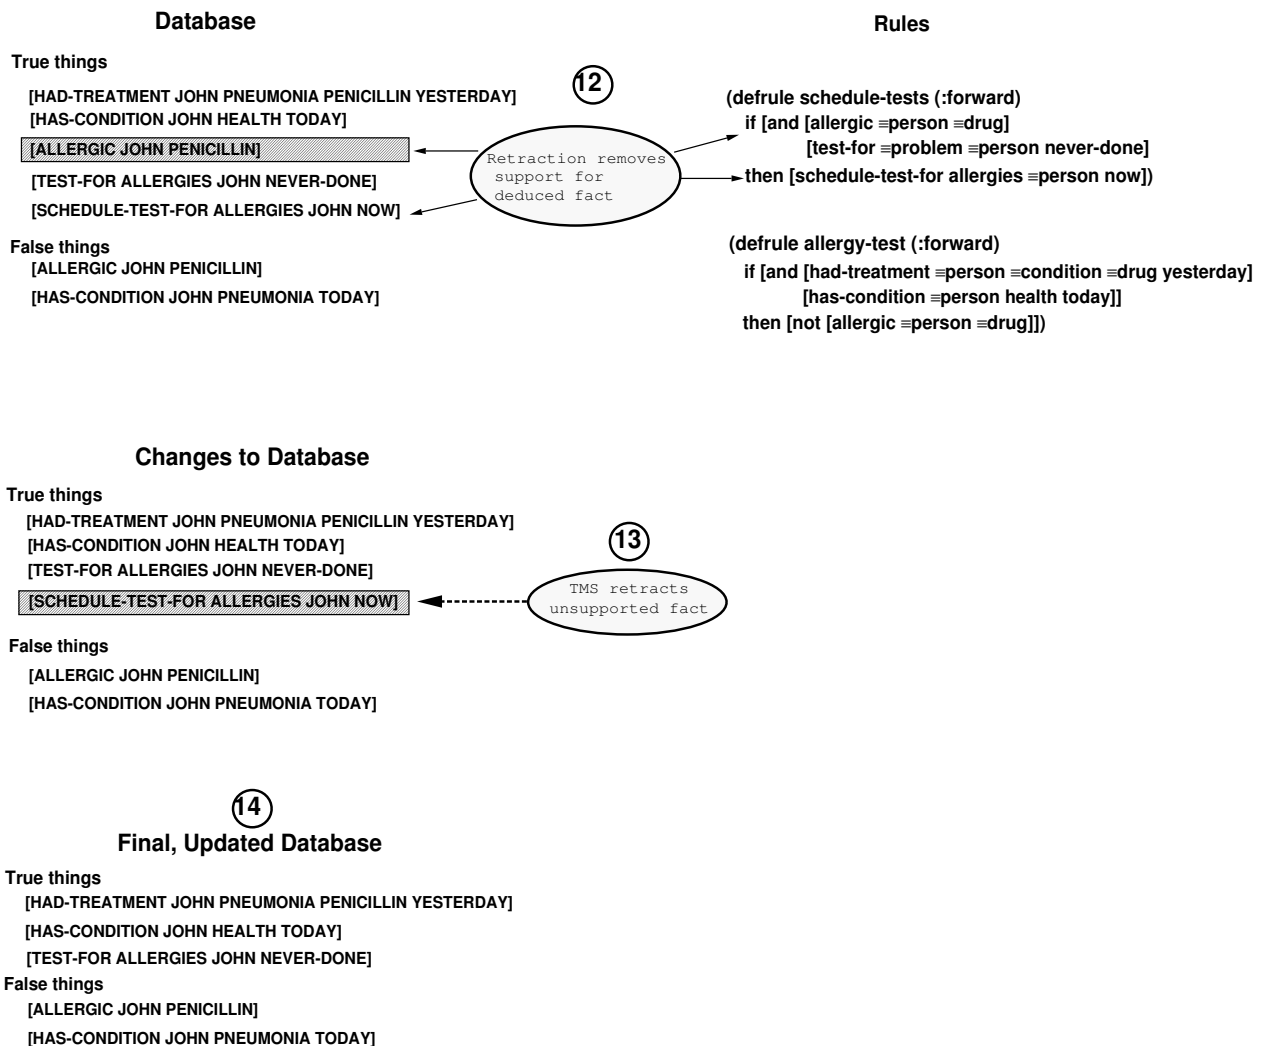 Database
Rules
True things
12
[HAD-TREATMENT JOHN PNEUMONIA PENICILLIN YESTERDAY]
[HAS-CONDITION JOHN HEALTH TODAY]
[ALLERGIC JOHN PENICILLIN]
[TEST-FOR ALLERGIES JOHN NEVER-DONE]
[SCHEDULE-TEST-FOR ALLERGIES JOHN NOW]
Retraction removes
support for
deduced fact
(defrule schedule-tests (:forward)
if [and [allergic ≡person ≡drug]
[test-for ≡problem ≡person never-done]
then [schedule-test-for allergies ≡person now])
False things
[ALLERGIC JOHN PENICILLIN]
[HAS-CONDITION JOHN PNEUMONIA TODAY]
(defrule allergy-test (:forward)
if [and [had-treatment ≡person ≡condition ≡drug yesterday]
[has-condition ≡person health today]]
then [not [allergic ≡person ≡drug]])
Changes to Database
True things
[HAD-TREATMENT JOHN PNEUMONIA PENICILLIN YESTERDAY]
[HAS-CONDITION JOHN HEALTH TODAY]
[TEST-FOR ALLERGIES JOHN NEVER-DONE]
[SCHEDULE-TEST-FOR ALLERGIES JOHN NOW]
13
TMS retracts
unsupported fact
False things
[ALLERGIC JOHN PENICILLIN]
[HAS-CONDITION JOHN PNEUMONIA TODAY]
14
Final, Updated Database
True things
[HAD-TREATMENT JOHN PNEUMONIA PENICILLIN YESTERDAY]
[HAS-CONDITION JOHN HEALTH TODAY]
[TEST-FOR ALLERGIES JOHN NEVER-DONE]
False things
[ALLERGIC JOHN PENICILLIN]
[HAS-CONDITION JOHN PNEUMONIA TODAY]